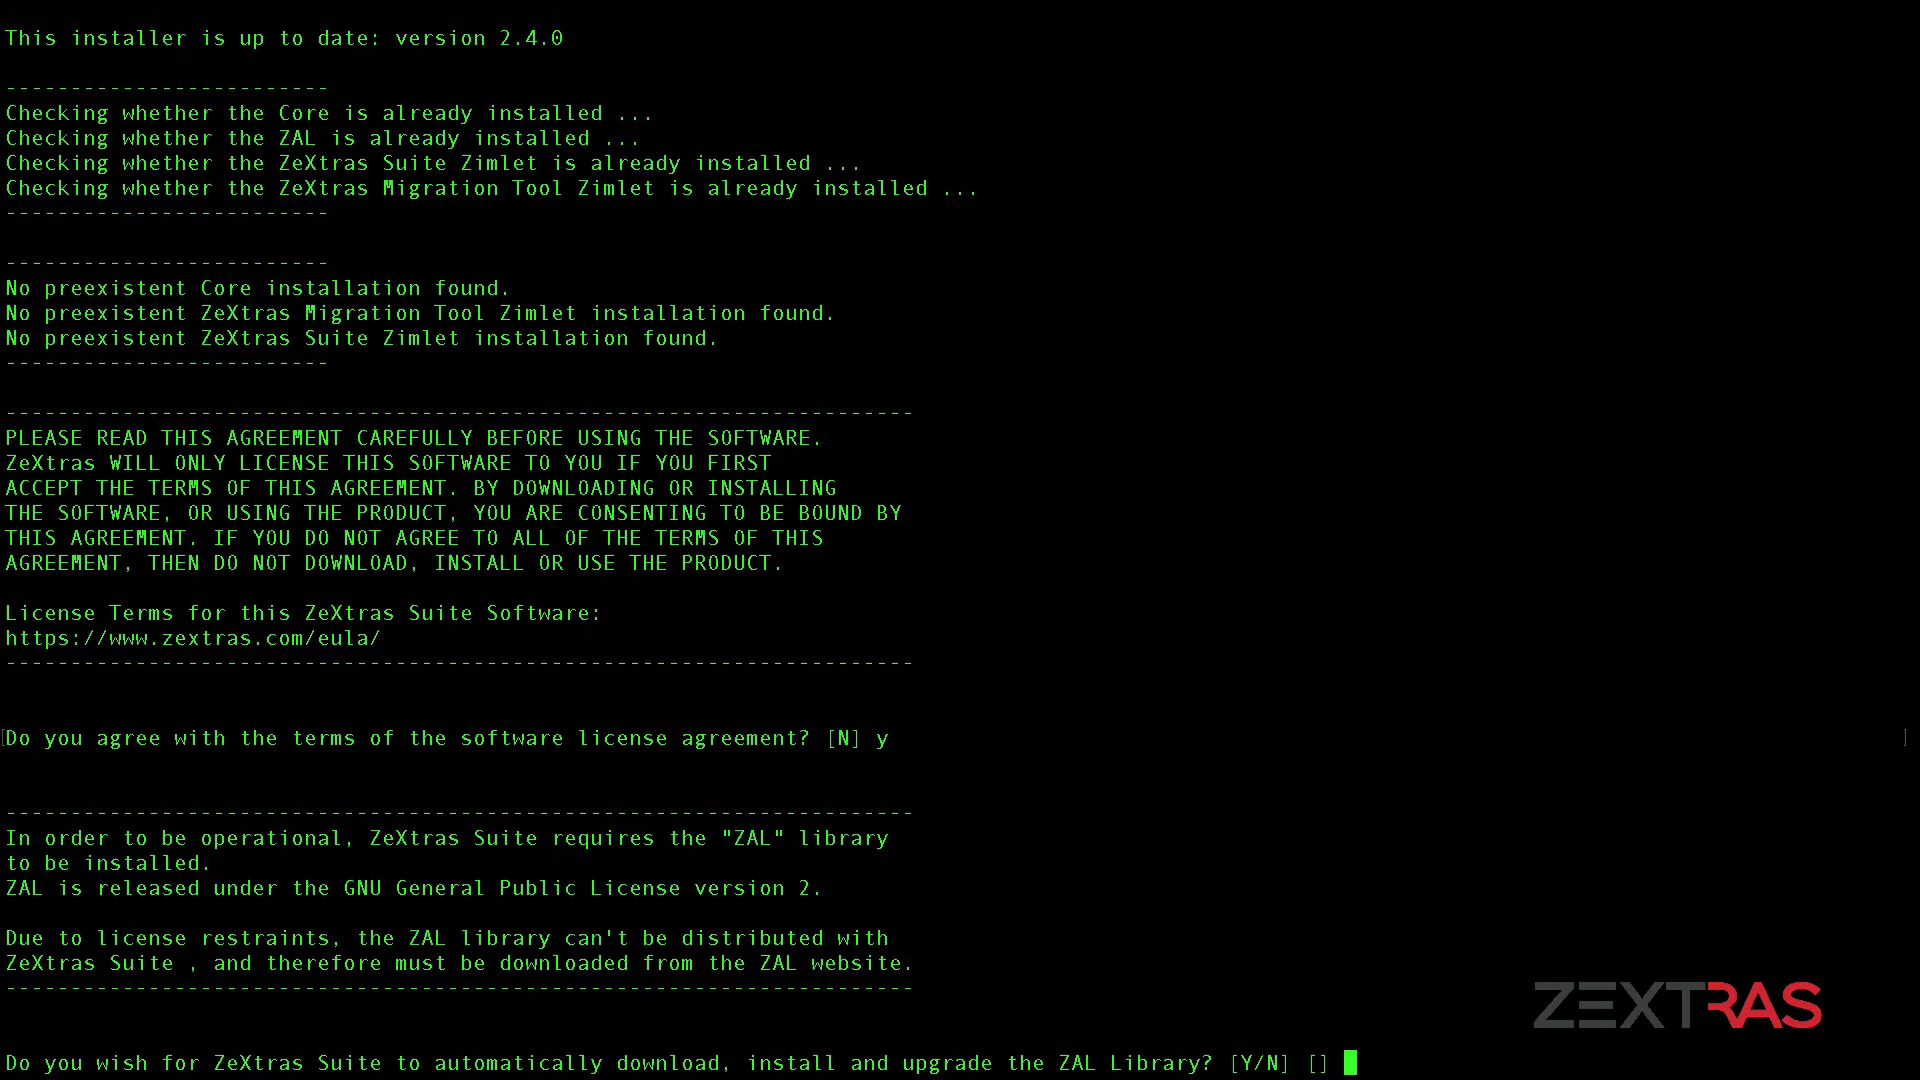 This installer is up to date: version 2.4.0
-------------------------
Checking whether the Core is already installed ...
Checking whether the ZAL is already installed ...
Checking whether the ZeXtras Suite Zimlet is already installed ...
Checking whether the ZeXtras Migration Tool Zimlet is already installed ...
-------------------------
-------------------------
No preexistent Core installation found.
No preexistent ZeXtras Migration Tool Zimlet installation found.
No preexistent ZeXtras Suite Zimlet installation found.
-------------------------
----------------------------------------------------------------------
PLEASE READ THIS AGREEMENT CAREFULLY BEFORE USING THE SOFTWARE.
ZeXtras WILL ONLY LICENSE THIS SOFTWARE TO YOU IF YOU FIRST
ACCEPT THE TERMS OF THIS AGREEMENT. BY DOWNLOADING OR INSTALLING
THE SOFTWARE, OR USING THE PRODUCT, YOU ARE CONSENTING TO BE BOUND BY
THIS AGREEMENT. IF YOU DO NOT AGREE TO ALL OF THE TERMS OF THIS
AGREEMENT, THEN DO NOT DOWNLOAD, INSTALL OR USE THE PRODUCT.
License Terms for this ZeXtras Suite Software:
https://www.zextras.com/eula/
----------------------------------------------------------------------
[Do you agree with the terms of the software license agreement? [N] y ]
----------------------------------------------------------------------
In order to be operational, ZeXtras Suite requires the "ZAL" library
to be installed.
ZAL is released under the GNU General Public License version 2.
Due to license restraints, the ZAL library can't be distributed with
ZeXtras Suite , and therefore must be downloaded from the ZAL website.
----------------------------------------------------------------------
ZEXTRAS
Do you wish for ZeXtras Suite to automatically download, install and upgrade the ZAL Library? [Y/N] []